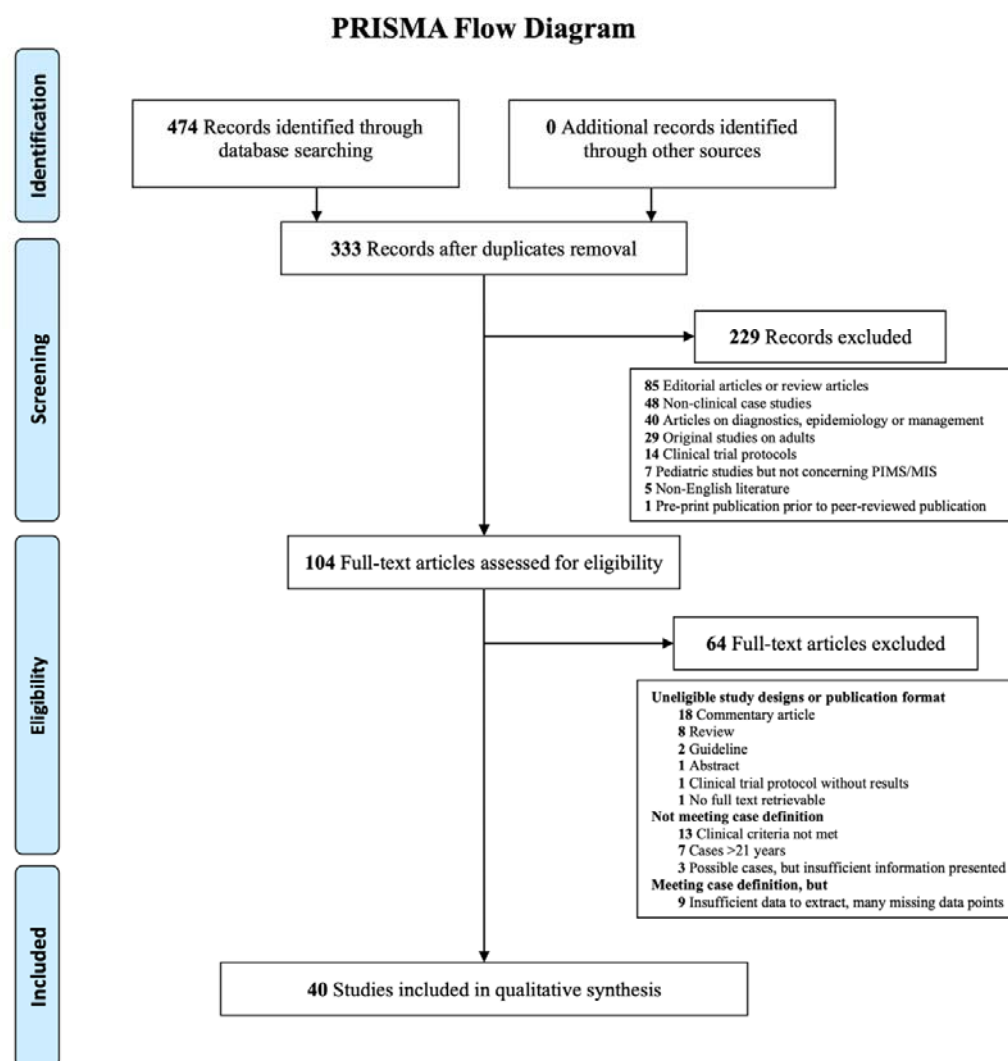 PRISMA Flow Diagram
Identification
474 Records identified through
database searching
0 Additional records identified
through other sources
333 Records after duplicates removal
Screening
229 Records excluded
85 Editorial articles or review articles
48 Non-clinical case studies
40 Articles on diagnostics, epidemiology or management
29 Original studies on adults
14 Clinical trial protocols
7 Pediatric studies but not concerning PIMS/MIS
5 Non-English literature
1 Pre-print publication prior to peer-reviewed publication
Eligibility
104 Full-text articles assessed for eligibility
64 Full-text articles excluded
Uneligible study designs or publication format
18 Commentary article
8 Review
2 Guideline
1 Abstract
1 Clinical trial protocol without results
1 No full text retrievable
Not meeting case definition
13 Clinical criteria not met
7 Cases >21 years
3 Possible cases, but insufficient information presented
Meeting case definition, but
9 Insufficient data to extract, many missing data points
Included
40 Studies included in qualitative synthesis